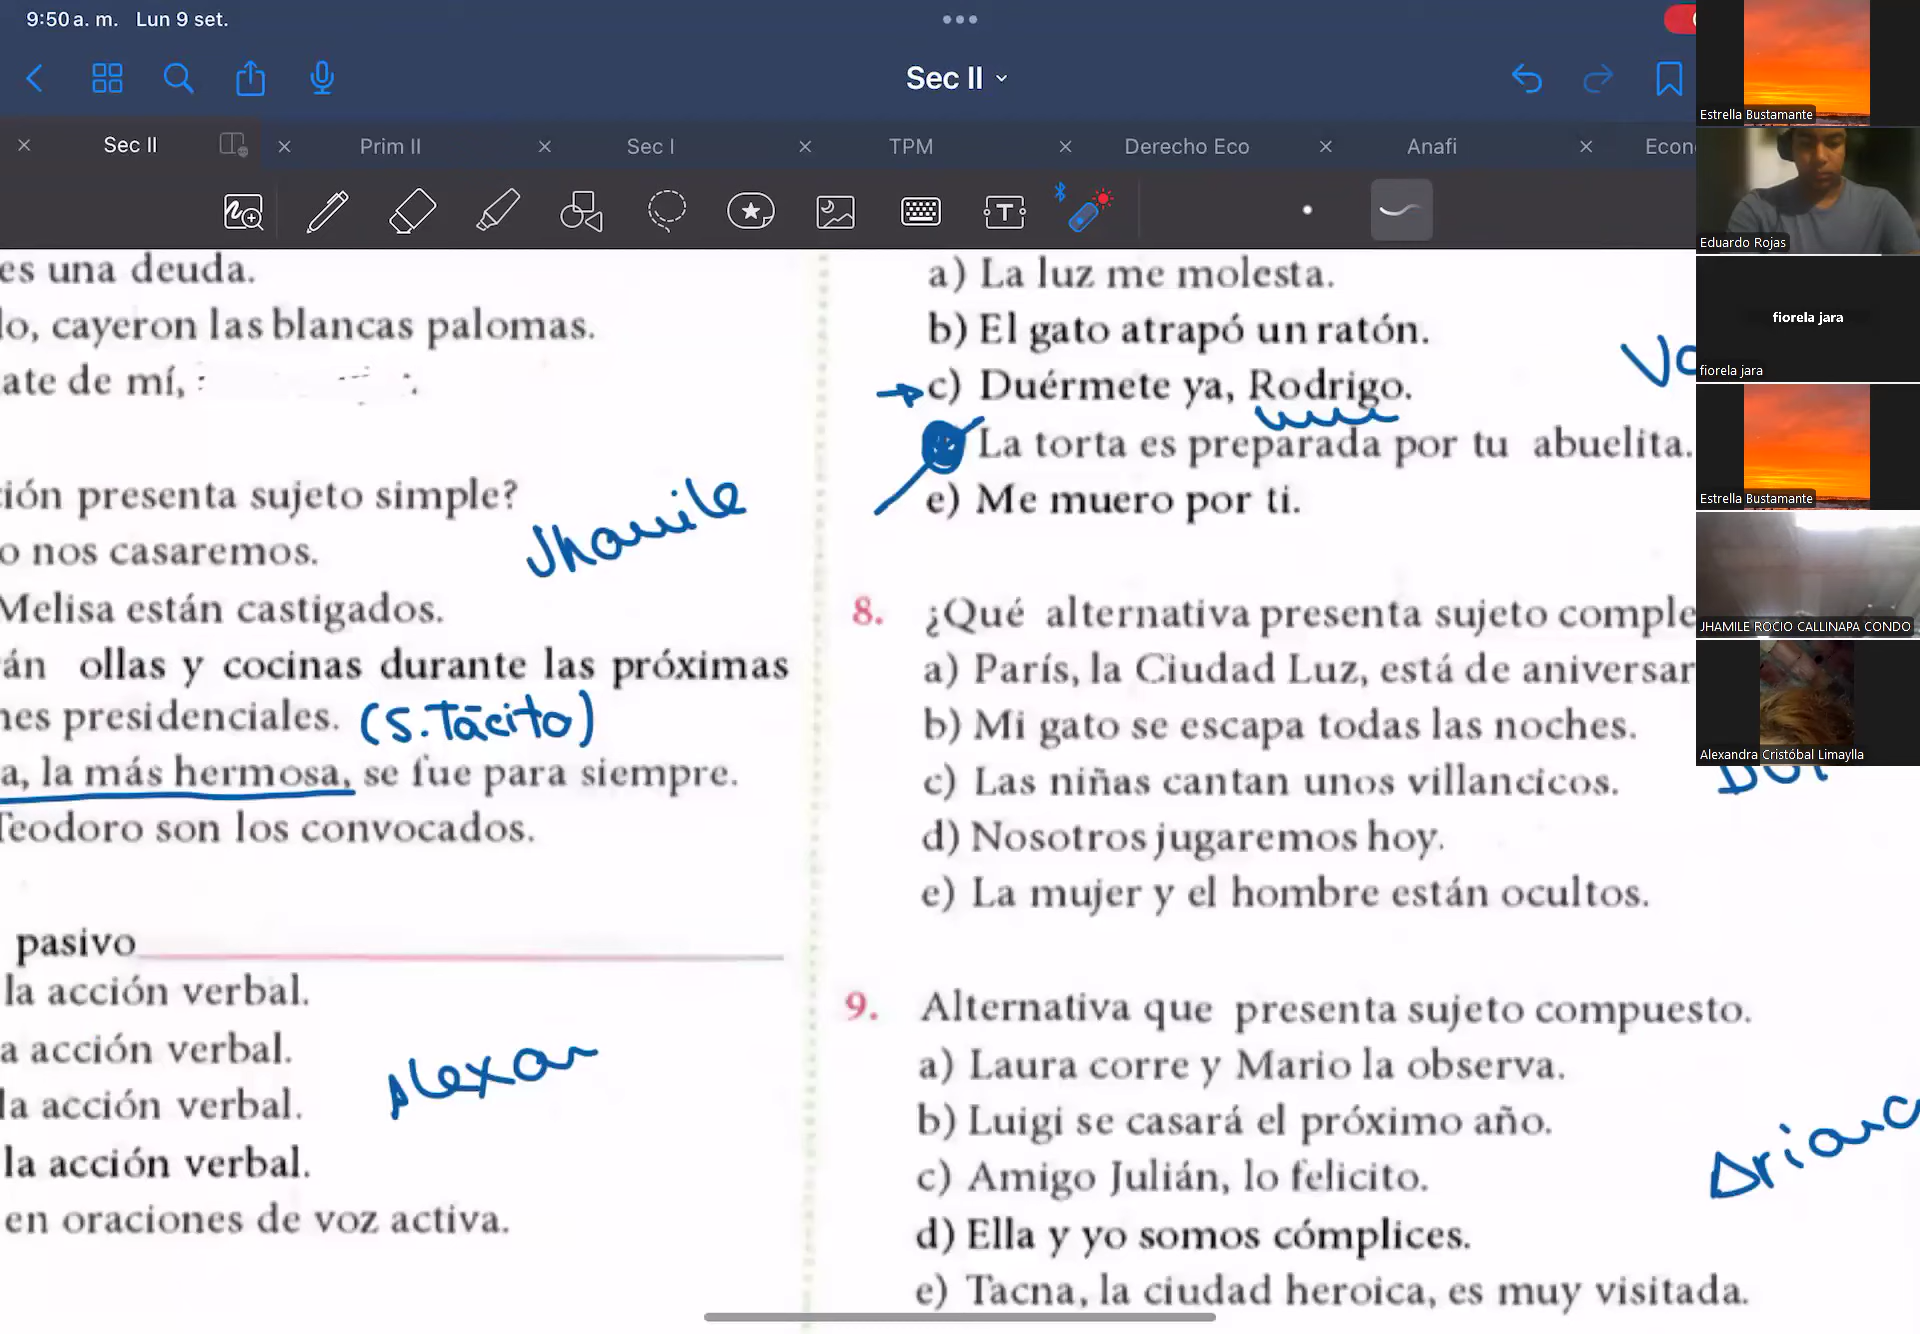 9:50 a. m. Lun 9 set.
Sec II
Sec II
Prim II
Sec I
TPM
Derecho Eco
Anafi
Econ
es una deuda.
lo, cayeron las blancas palomas.
ate de mí,
ión presenta sujeto simple?
o nos casaremos.
Melisa están castigados.
án ollas y cocinas durante las próximas
nes presidenciales. (S. Tácito)
a, la más hermosa, se fue para siempre.
Teodoro son los convocados.
Jhamile
pasivo
la acción verbal.
a acción verbal.
la acción verbal.
la acción verbal.
en oraciones de voz activa.
Alexan
a) La luz me molesta.
b) El gato atrapó un ratón.
c) Duérmete ya, Rodrigo.
La torta es preparada por tu abuelita.
e) Me muero por ti.
8. ¿Qué alternativa presenta sujeto comple
a) París, la Ciudad Luz, está de aniversar
b) Mi gato se escapa todas las noches.
c) Las niñas cantan unos villancicos.
d) Nosotros jugaremos hoy.
e) La mujer y el hombre están ocultos.
9. Alternativa que presenta sujeto compuesto.
a) Laura corre y Mario la observa.
b) Luigi se casará el próximo año.
c) Amigo Julián, lo felicito.
d) Ella y yo somos cómplices.
e) Tacna, la ciudad heroica, es muy visitada.
Arianc
Estrella Bustamante
Eduardo Rojas
fiorela jara
fiorela jara
Estrella Bustamante
JHAMILE ROCIO CALLINAPA CONDO
Alexandra Cristóbal Limaylla